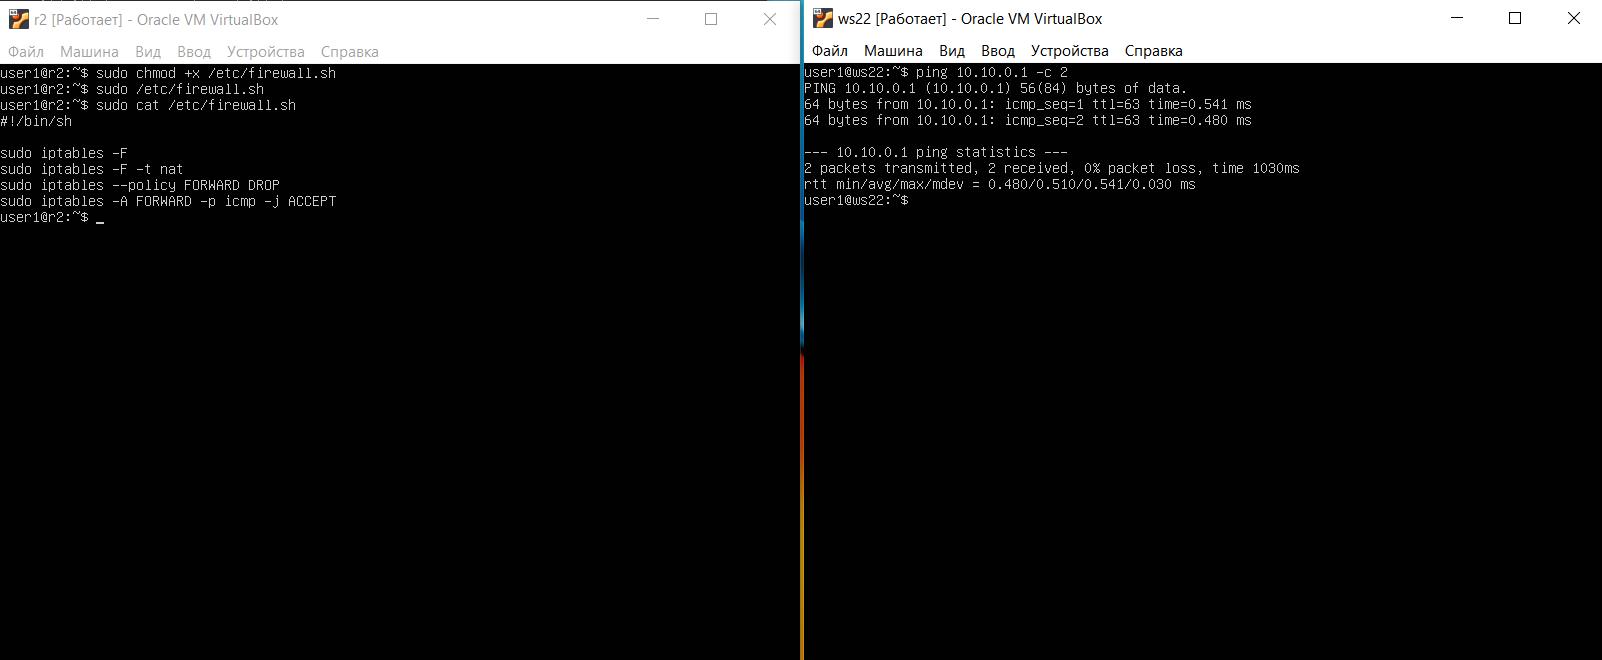 r2 [Работает] - Oracle VM VirtualBox
Файл Машина Вид Ввод Устройства Справка
user1@r2:~$ sudo chmod +x /etc/firewall.sh
user1@r2:~$ sudo /etc/firewall.sh
user1@r2:~$ sudo cat /etc/firewall.sh
#!/bin/sh
sudo iptables -F
sudo iptables -F -t nat
sudo iptables --policy FORWARD DROP
sudo iptables -A FORWARD -p icmp -j ACCEPT
user1@r2:~$ _
ws22 [Работает] - Oracle VM VirtualBox
Файл Машина Вид Ввод Устройства Справка
user1@ws22:~$ ping 10.10.0.1 -c 2
PING 10.10.0.1 (10.10.0.1) 56(84) bytes of data.
64 bytes from 10.10.0.1: icmp_seq=1 ttl=63 time=0.541 ms
64 bytes from 10.10.0.1: icmp_seq=2 ttl=63 time=0.480 ms
--- 10.10.0.1 ping statistics ---
2 packets transmitted, 2 received, 0% packet loss, time 1030ms
rtt min/avg/max/mdev = 0.480/0.510/0.541/0.030 ms
user1@ws22:~$